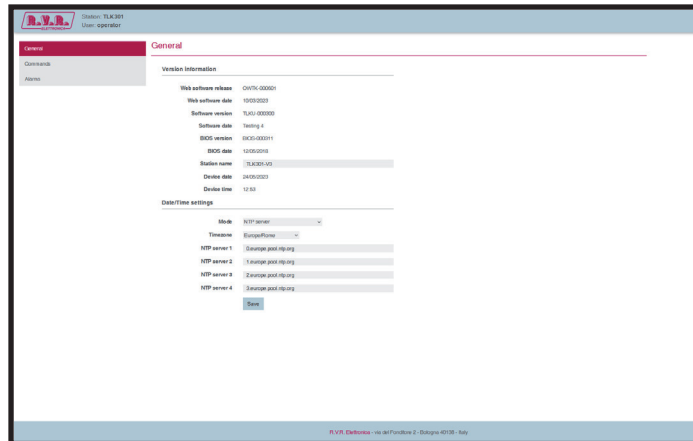 R.V.R.
ELETTRONICA
Station: TLK301
User: operator
General
Commands
Alarms
General
Version information
Web software release OWTK-000601
Web software date 10/03/2023
Software version TLKU-000300
Software date Testing 4
BIOS version BIOS-000311
BIOS date 12/05/2018
Station name TLK301-V3
Device date 24/05/2023
Device time 12:53
Date/Time settings
Mode NTP server
Timezone Europe/Rome
NTP server 1 0.europe.pool.ntp.org
NTP server 2 1.europe.pool.ntp.org
NTP server 3 2.europe.pool.ntp.org
NTP server 4 3.europe.pool.ntp.org
Save
R.V.R. Elettronica - via del Fonditore 2 - Bologna 40138 - Italy